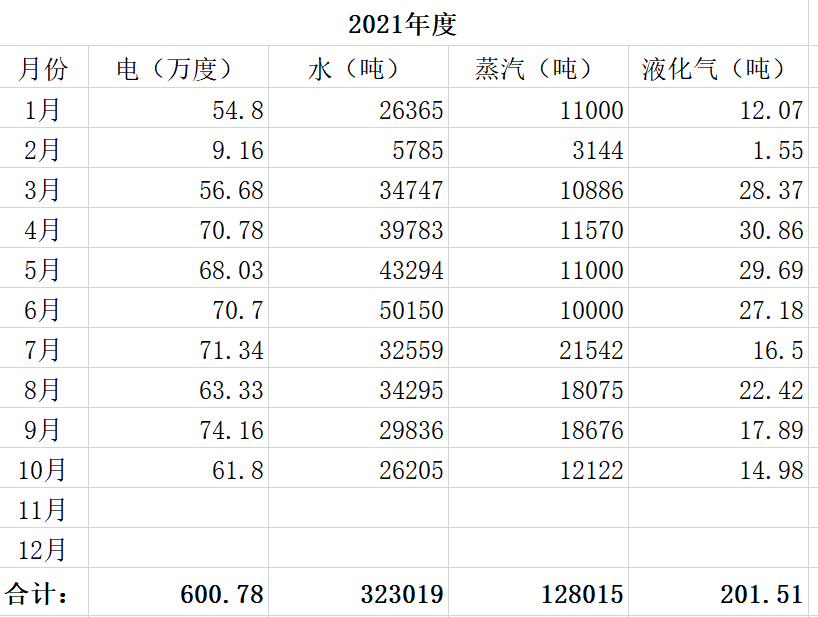 2021年度
月份 电（万度） 水（吨） 蒸汽（吨） 液化气（吨）
1月 54.8 26365 11000 12.07
2月 9.16 5785 3144 1.55
3月 56.68 34747 10886 28.37
4月 70.78 39783 11570 30.86
5月 68.03 43294 11000 29.69
6月 70.7 50150 10000 27.18
7月 71.34 32559 21542 16.5
8月 63.33 34295 18075 22.42
9月 74.16 29836 18676 17.89
10月 61.8 26205 12122 14.98
11月
12月
合计： 600.78 323019 128015 201.51